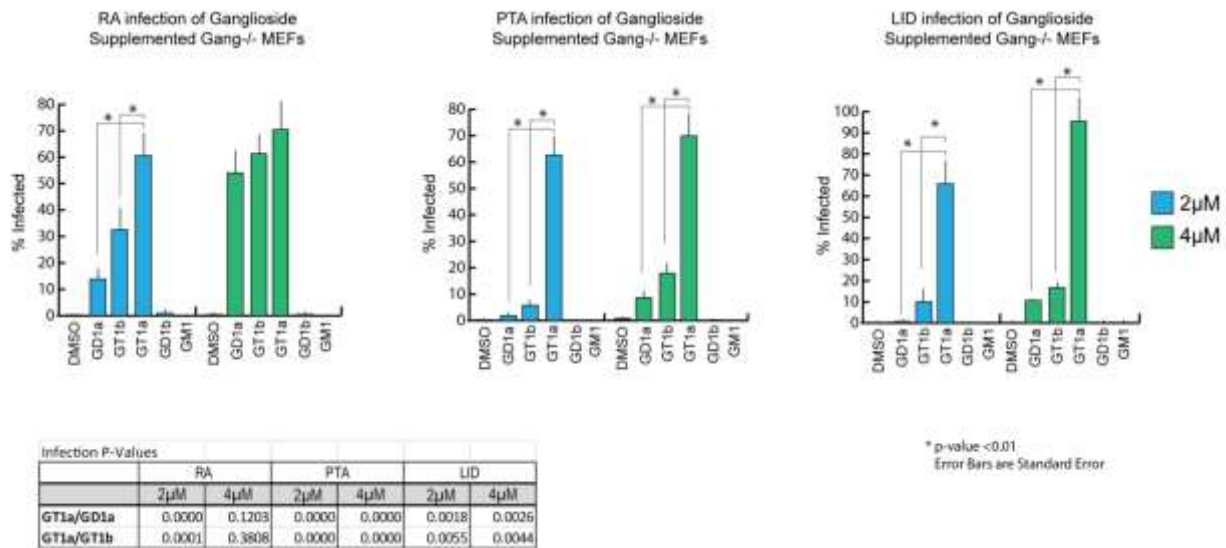 RA infection of Ganglioside
Supplemented Gang-/- MEFs
% Infected
80
70
60
50
40
30
20
10
0
* *
DMSO GD1a GT1b GT1a GD1b GM1 DMSO GD1a GT1b GT1a GD1b GM1
PTA infection of Ganglioside
Supplemented Gang-/- MEFs
% Infected
80
70
60
50
40
30
20
10
0
* * * *
DMSO GD1a GT1b GT1a GD1b GM1 DMSO GD1a GT1b GT1a GD1b GM1
LID infection of Ganglioside
Supplemented Gang-/- MEFs
% Infected
100
90
80
70
60
50
40
30
20
10
0
* * * *
DMSO GD1a GT1b GT1a GD1b GM1 DMSO GD1a GT1b GT1a GD1b GM1
2µM
4µM
Infection P-Values
RA PTA LID
2µM 4µM 2µM 4µM 2µM 4µM
GT1a/GD1a 0.0000 0.1203 0.0000 0.0000 0.0018 0.0026
GT1a/GT1b 0.0001 0.3808 0.0000 0.0000 0.0055 0.0044
* p-value <0.01
Error Bars are Standard Error